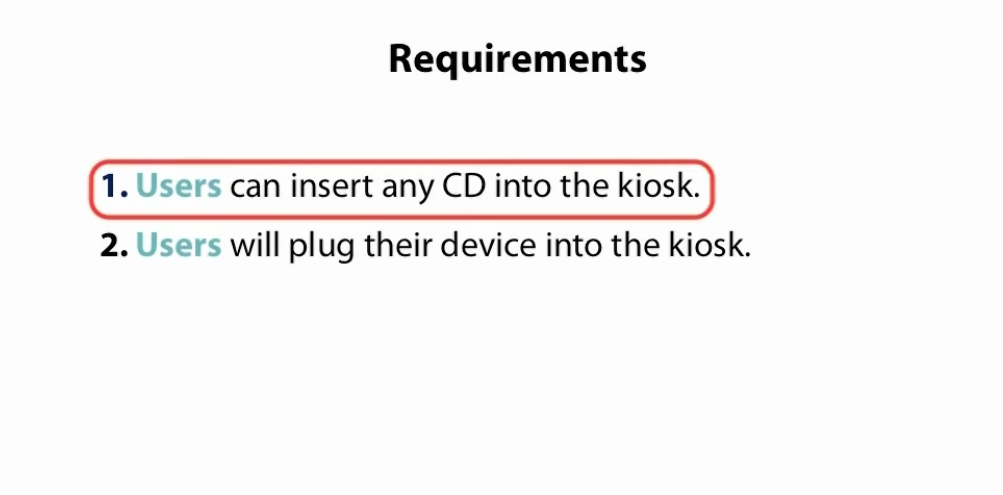 Requirements
1. Users can insert any CD into the kiosk.
2. Users will plug their device into the kiosk.